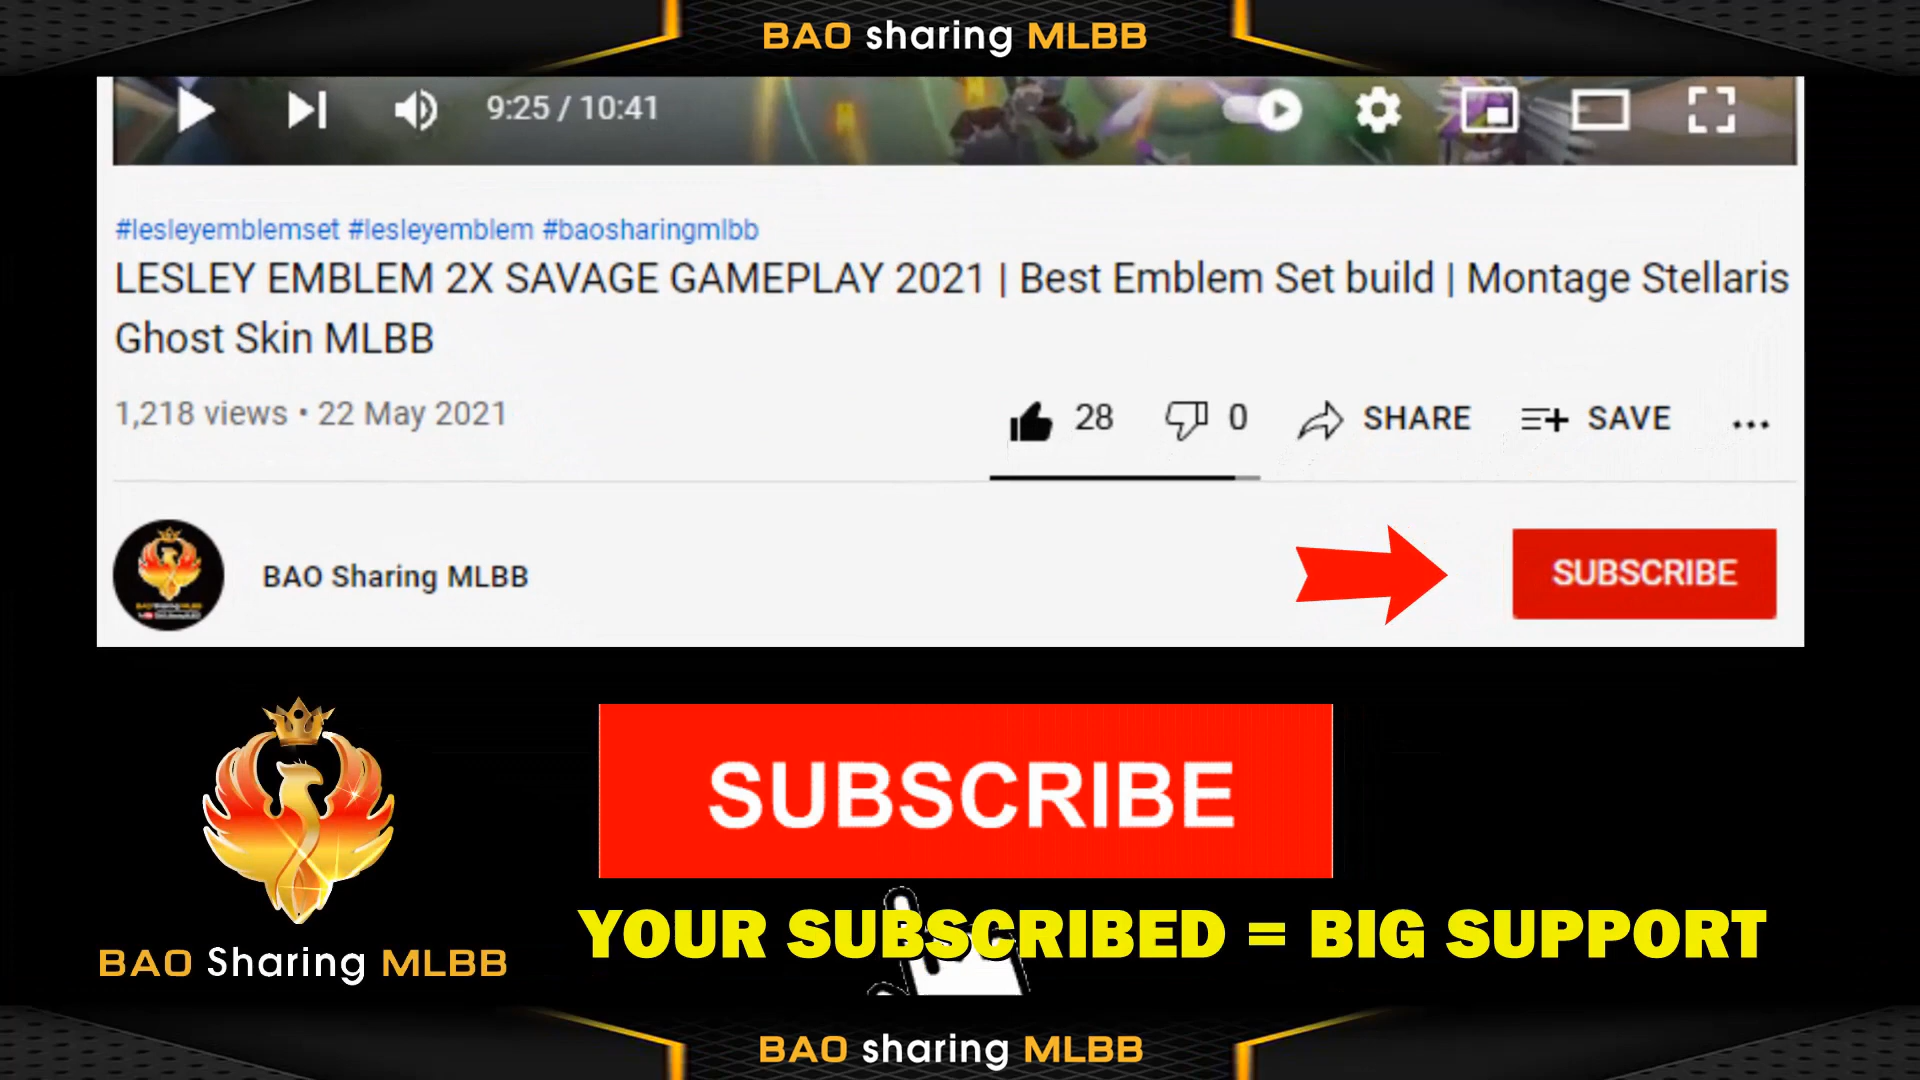 BAO sharing MLBB
9:25 / 10:41
#lesleyemblemset #lesleyemblem #baosharingmlbb
LESLEY EMBLEM 2X SAVAGE GAMEPLAY 2021 | Best Emblem Set build | Montage Stellaris
Ghost Skin MLBB
1,218 views • 22 May 2021
28 0 SHARE SAVE ...
BAO Sharing MLBB
SUBSCRIBE
SUBSCRIBE
YOUR SUBSCRIBED = BIG SUPPORT
BAO Sharing MLBB
BAO sharing MLBB